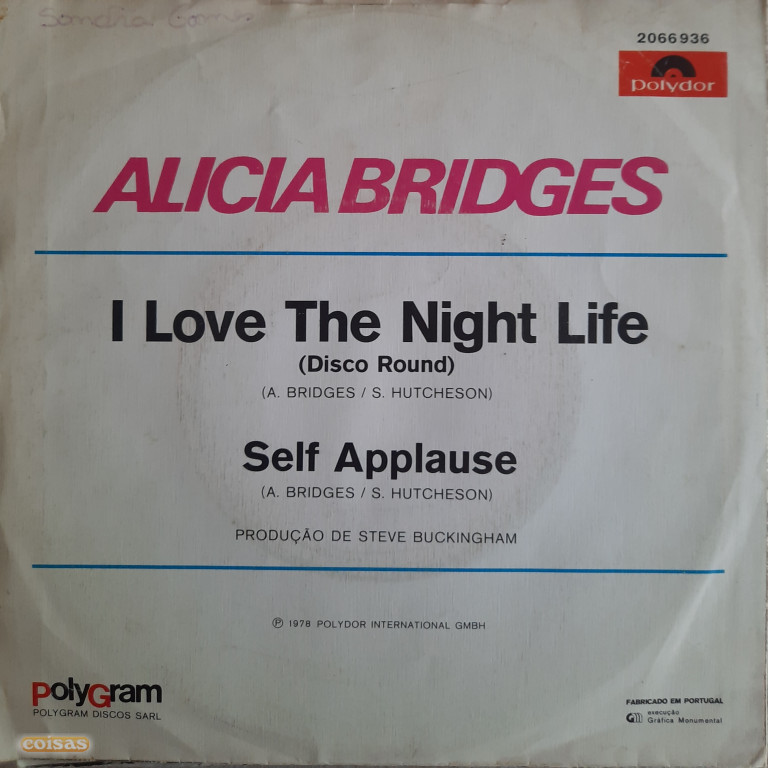 2066936
polydor
ALICIA BRIDGES
I Love The Night Life
(Disco Round)
(A. BRIDGES / S. HUTCHESON)
Self Applause
(A. BRIDGES / S. HUTCHESON)
PRODUÇÃO DE STEVE BUCKINGHAM
℗ 1978 POLYDOR INTERNATIONAL GMBH
PolyGram
POLYGRAM DISCOS SARL
FABRICADO EM PORTUGAL
execução
Gráfica Monumental
coisas